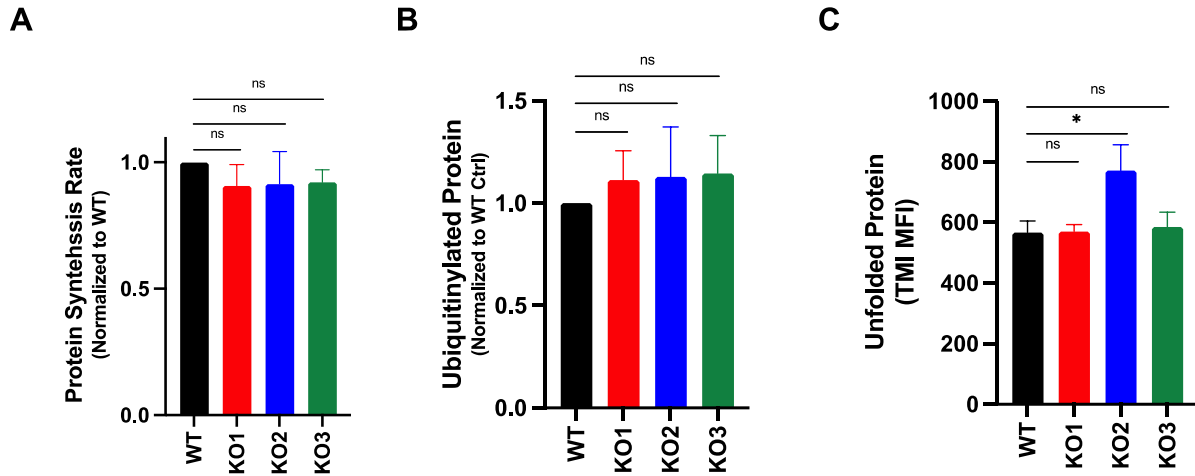 A
ns
ns
ns
1.0
0.5
0.0
Protein Syntehssis Rate
(Normalized to WT)
WT
KO1
KO2
KO3
B
ns
ns
ns
1.5
1.0
0.5
0.0
Ubiquitinylated Protein
(Normalized to WT Ctrl)
WT
KO1
KO2
KO3
C
ns
*
ns
1000
800
600
400
200
0
Unfolded Protein
(TMI MFI)
WT
KO1
KO2
KO3